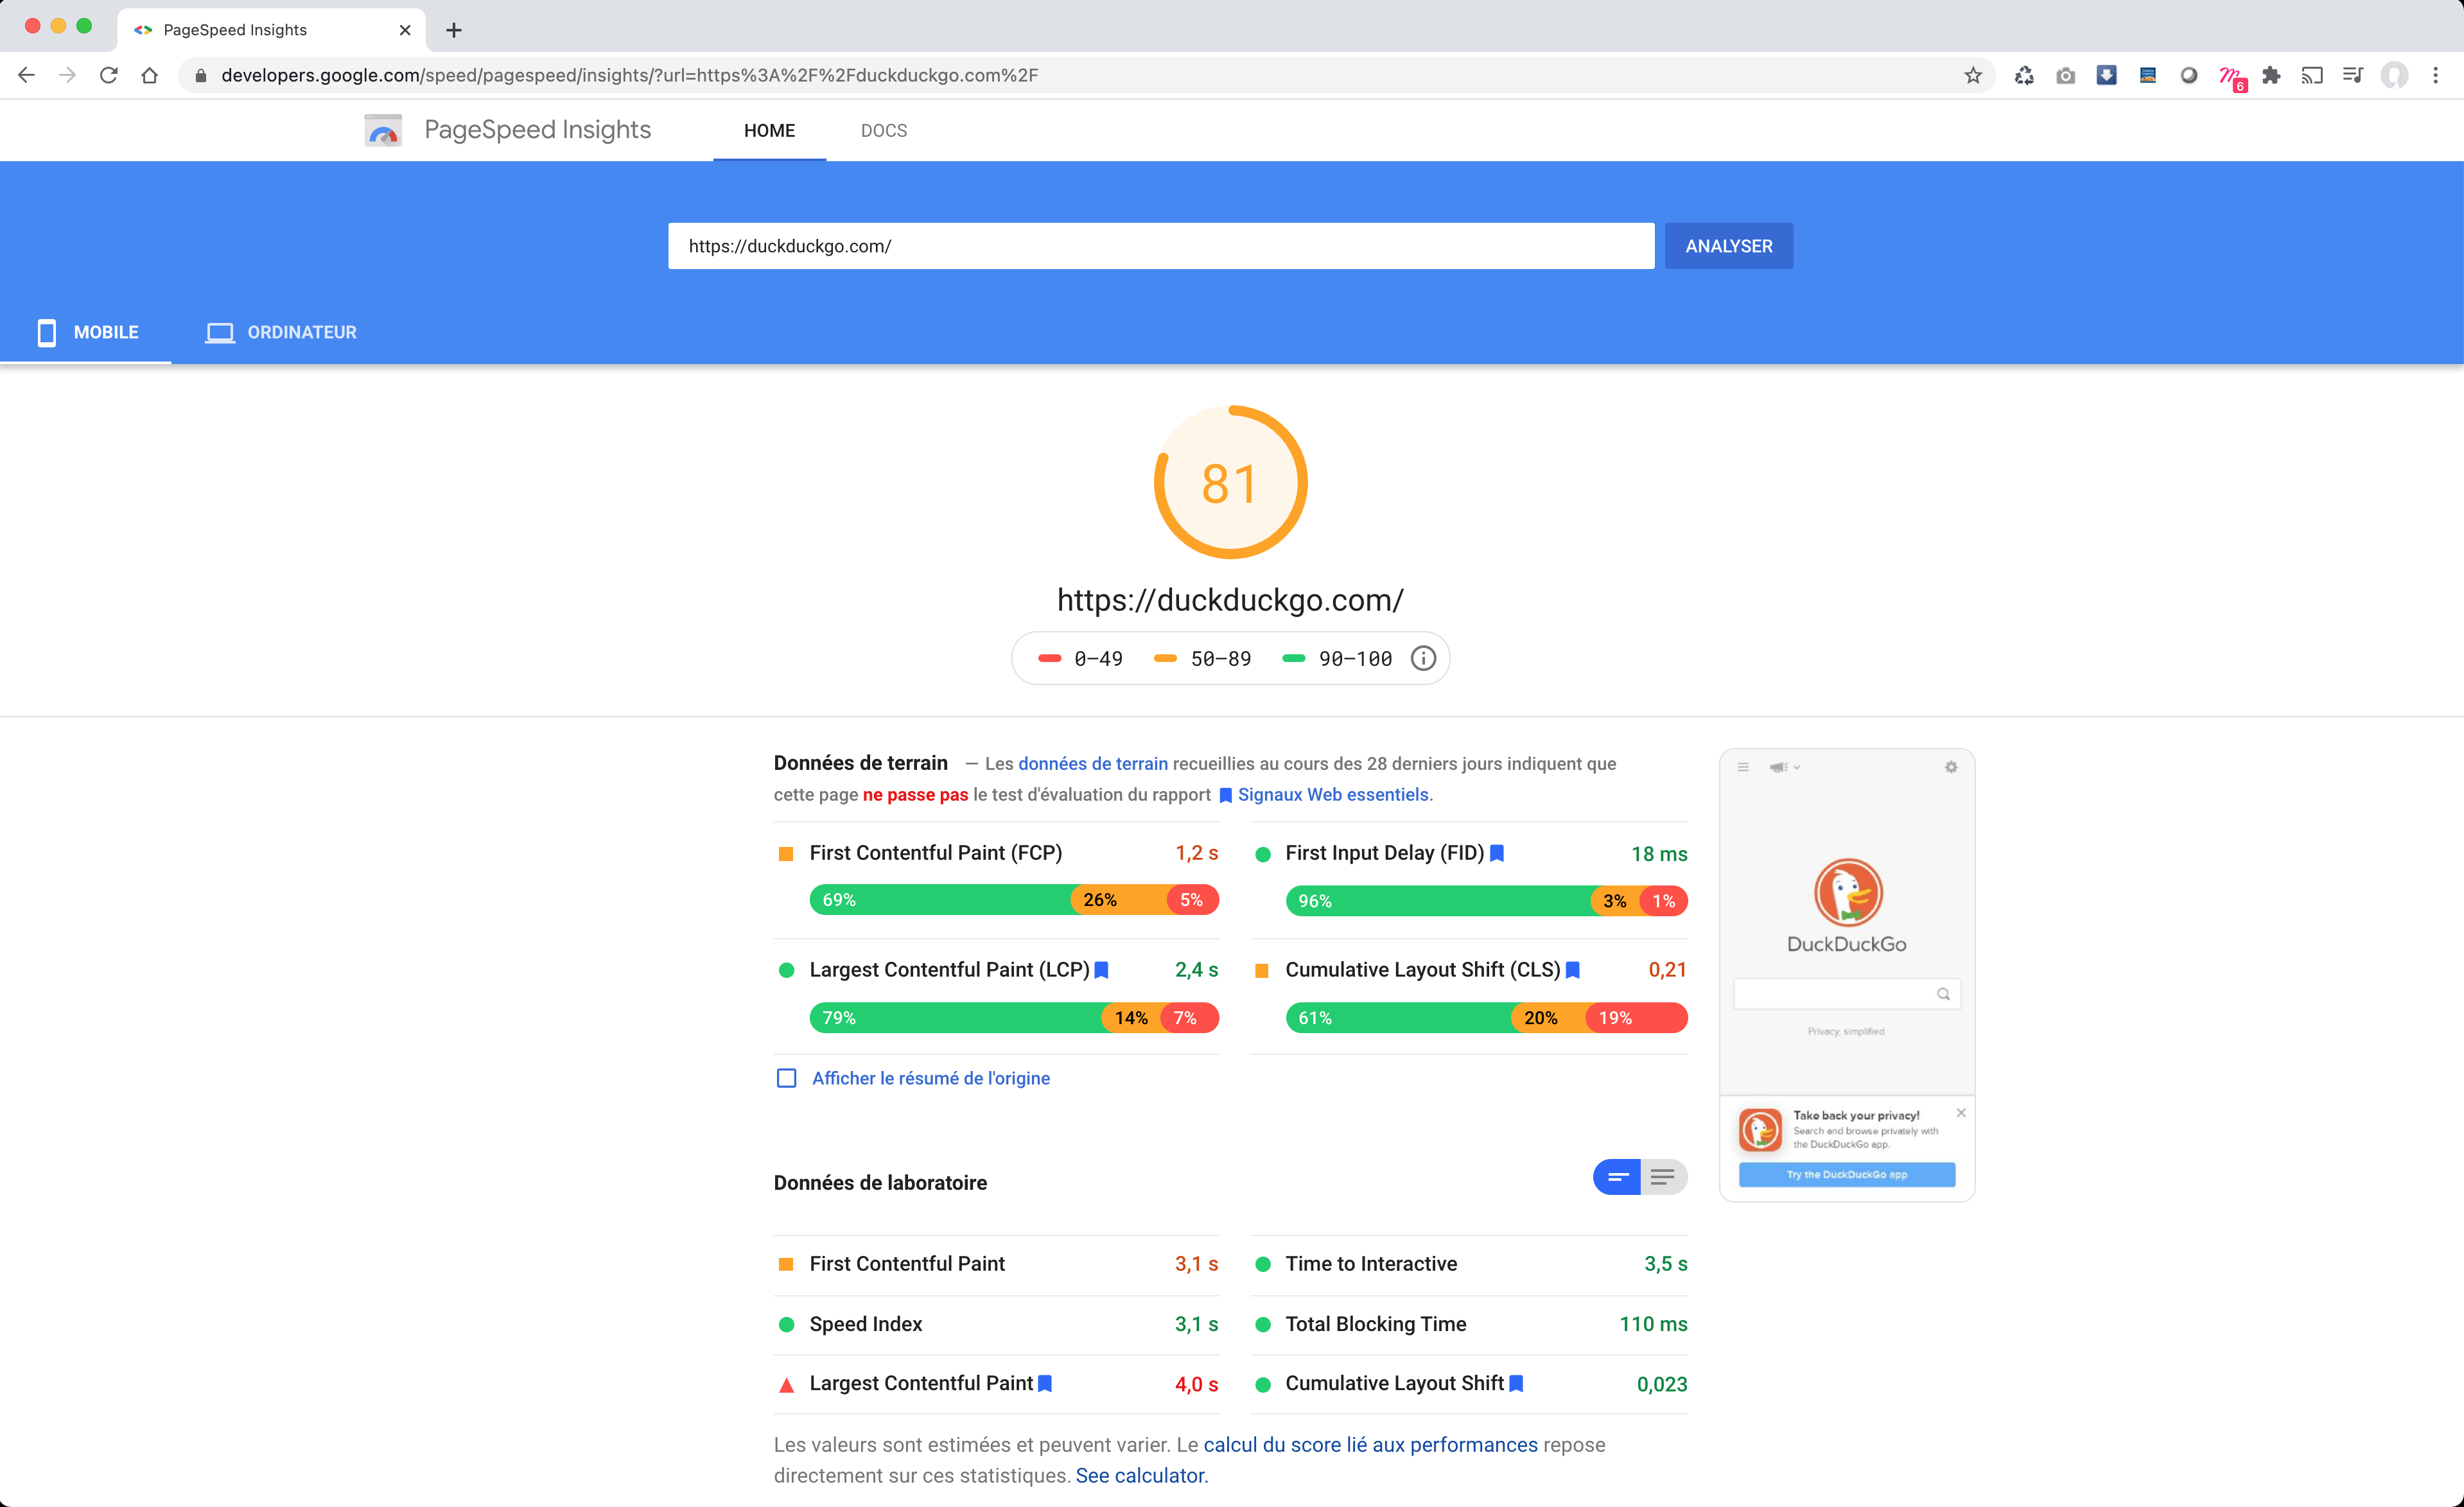 PageSpeed Insights
developers.google.com/speed/pagespeed/insights/?url=https%3A%2F%2Fduckduckgo.com%2F
6
PageSpeed Insights HOME DOCS
https://duckduckgo.com/ ANALYSER
MOBILE ORDINATEUR
81
https://duckduckgo.com/
0–49 50–89 90–100
Données de terrain — Les données de terrain recueillies au cours des 28 derniers jours indiquent que
cette page ne passe pas le test d'évaluation du rapport Signaux Web essentiels.
First Contentful Paint (FCP) 1,2 s
69% 26% 5%
First Input Delay (FID) 18 ms
96% 3% 1%
Largest Contentful Paint (LCP) 2,4 s
79% 14% 7%
Cumulative Layout Shift (CLS) 0,21
61% 20% 19%
Afficher le résumé de l'origine
DuckDuckGo
Privacy, simplified.
Take back your privacy!
Search and browse privately with
the DuckDuckGo app.
Try the DuckDuckGo app
Données de laboratoire
First Contentful Paint 3,1 s
Time to Interactive 3,5 s
Speed Index 3,1 s
Total Blocking Time 110 ms
Largest Contentful Paint 4,0 s
Cumulative Layout Shift 0,023
Les valeurs sont estimées et peuvent varier. Le calcul du score lié aux performances repose
directement sur ces statistiques. See calculator.